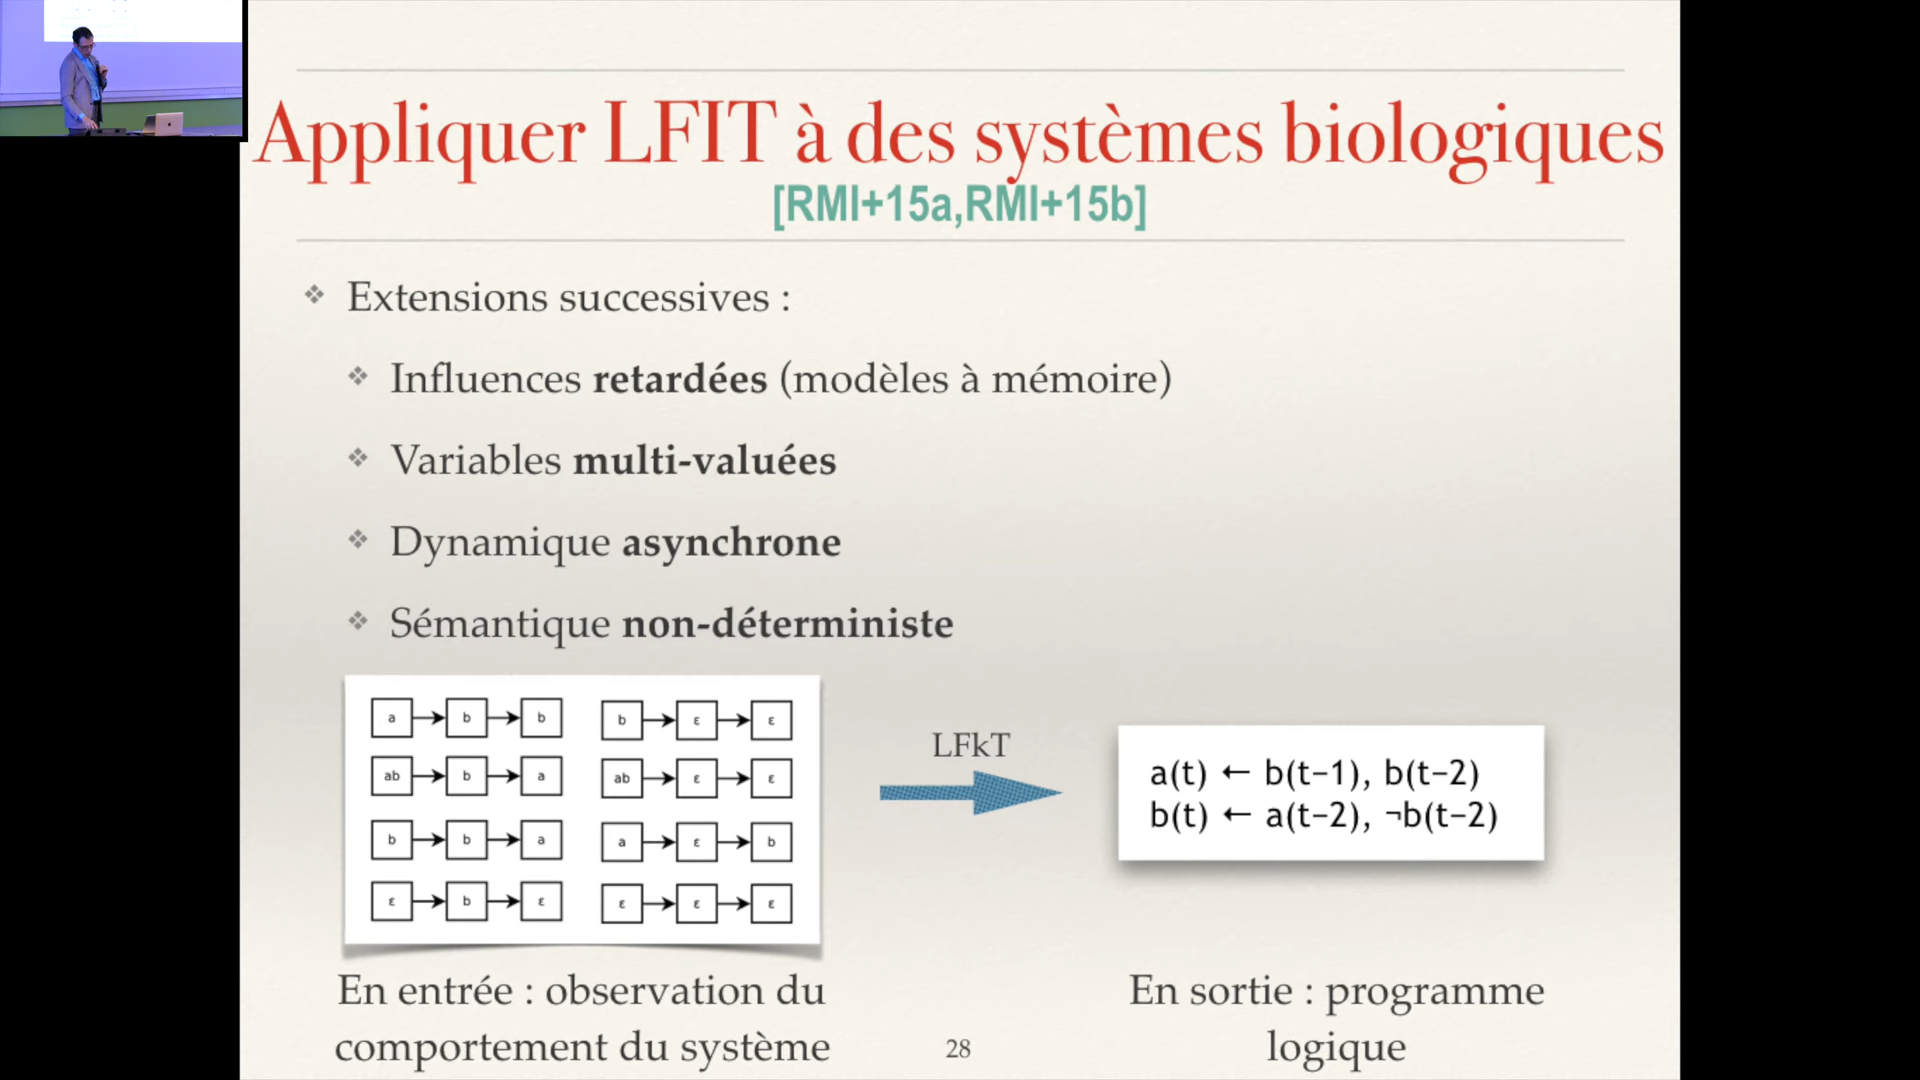 Appliquer LFIT à des systèmes biologiques
[RMI+15a,RMI+15b]
Extensions successives :
Influences retardées (modèles à mémoire)
Variables multi-valuées
Dynamique asynchrone
Sémantique non-déterministe
a b b b ε ε
ab b a ab ε ε
b b a a ε b
ε b ε ε ε ε
LFkT
a(t) ← b(t-1), b(t-2)
b(t) ← a(t-2), ¬b(t-2)
En entrée : observation du
comportement du système
En sortie : programme
logique
28